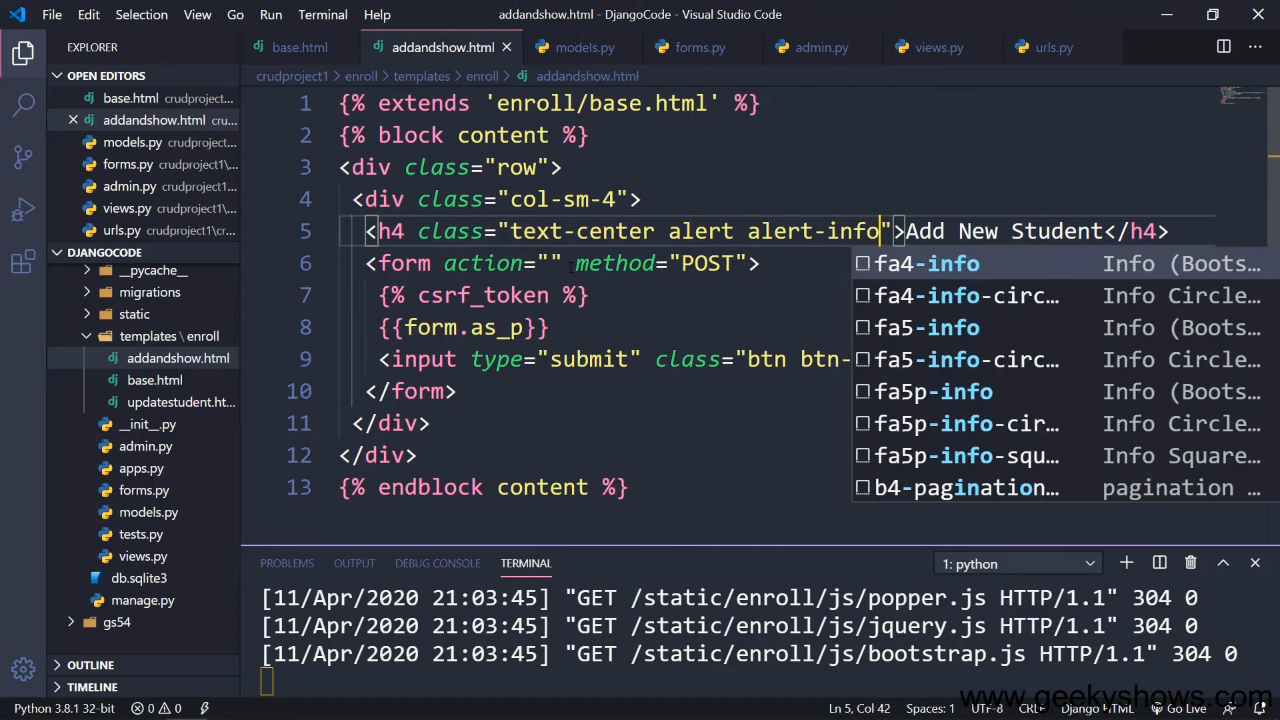 File Edit Selection View Go Run Terminal Help
addandshow.html - DjangoCode - Visual Studio Code
EXPLORER
OPEN EDITORS
base.html crudproject...
addandshow.html cru...
models.py crudproject...
forms.py crudproject1\...
admin.py crudproject1...
views.py crudproject1\...
urls.py crudproject1\...
DJANGOCODE
__pycache__
migrations
static
templates \ enroll
addandshow.html
base.html
updatestudent.ht...
__init__.py
admin.py
apps.py
forms.py
models.py
tests.py
views.py
db.sqlite3
manage.py
gs54
OUTLINE
TIMELINE
base.html addandshow.html models.py forms.py admin.py views.py urls.py
crudproject1 › enroll › templates › enroll › addandshow.html
1 {% extends 'enroll/base.html' %}
2 {% block content %}
3 <div class="row">
4 <div class="col-sm-4">
5 <h4 class="text-center alert alert-info">Add New Student</h4>
6 <form action="" method="POST">
7 {% csrf_token %}
8 {{form.as_p}}
9 <input type="submit" class="btn btn-
10 </form>
11 </div>
12 </div>
13 {% endblock content %}
fa4-info Info (Boots...
fa4-info-circ... Info Circle...
fa5-info Info (Boots...
fa5-info-circ... Info Circle...
fa5p-info Info (Boots...
fa5p-info-cir... Info Circle...
fa5p-info-squ... Info Square...
b4-pagination... pagination ...
PROBLEMS OUTPUT DEBUG CONSOLE TERMINAL
1: python
[11/Apr/2020 21:03:45] "GET /static/enroll/js/popper.js HTTP/1.1" 304 0
[11/Apr/2020 21:03:45] "GET /static/enroll/js/jquery.js HTTP/1.1" 304 0
[11/Apr/2020 21:03:45] "GET /static/enroll/js/bootstrap.js HTTP/1.1" 304 0
www.geekyshows.com
Python 3.8.1 32-bit 0 0 Ln 5, Col 42 Spaces: 1 UTF-8 CRLF Django HTML Go Live